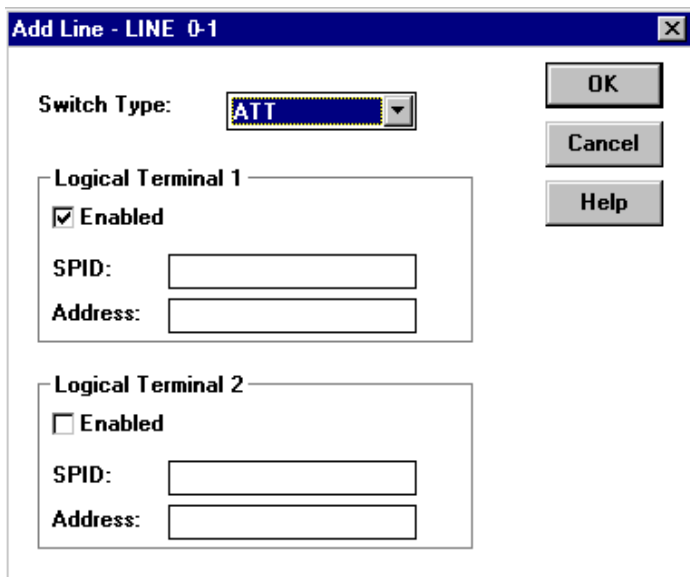 Add Line - LINE 0-1
Switch Type: ATT
OK
Cancel
Help
Logical Terminal 1
Enabled
SPID:
Address:
Logical Terminal 2
Enabled
SPID:
Address: